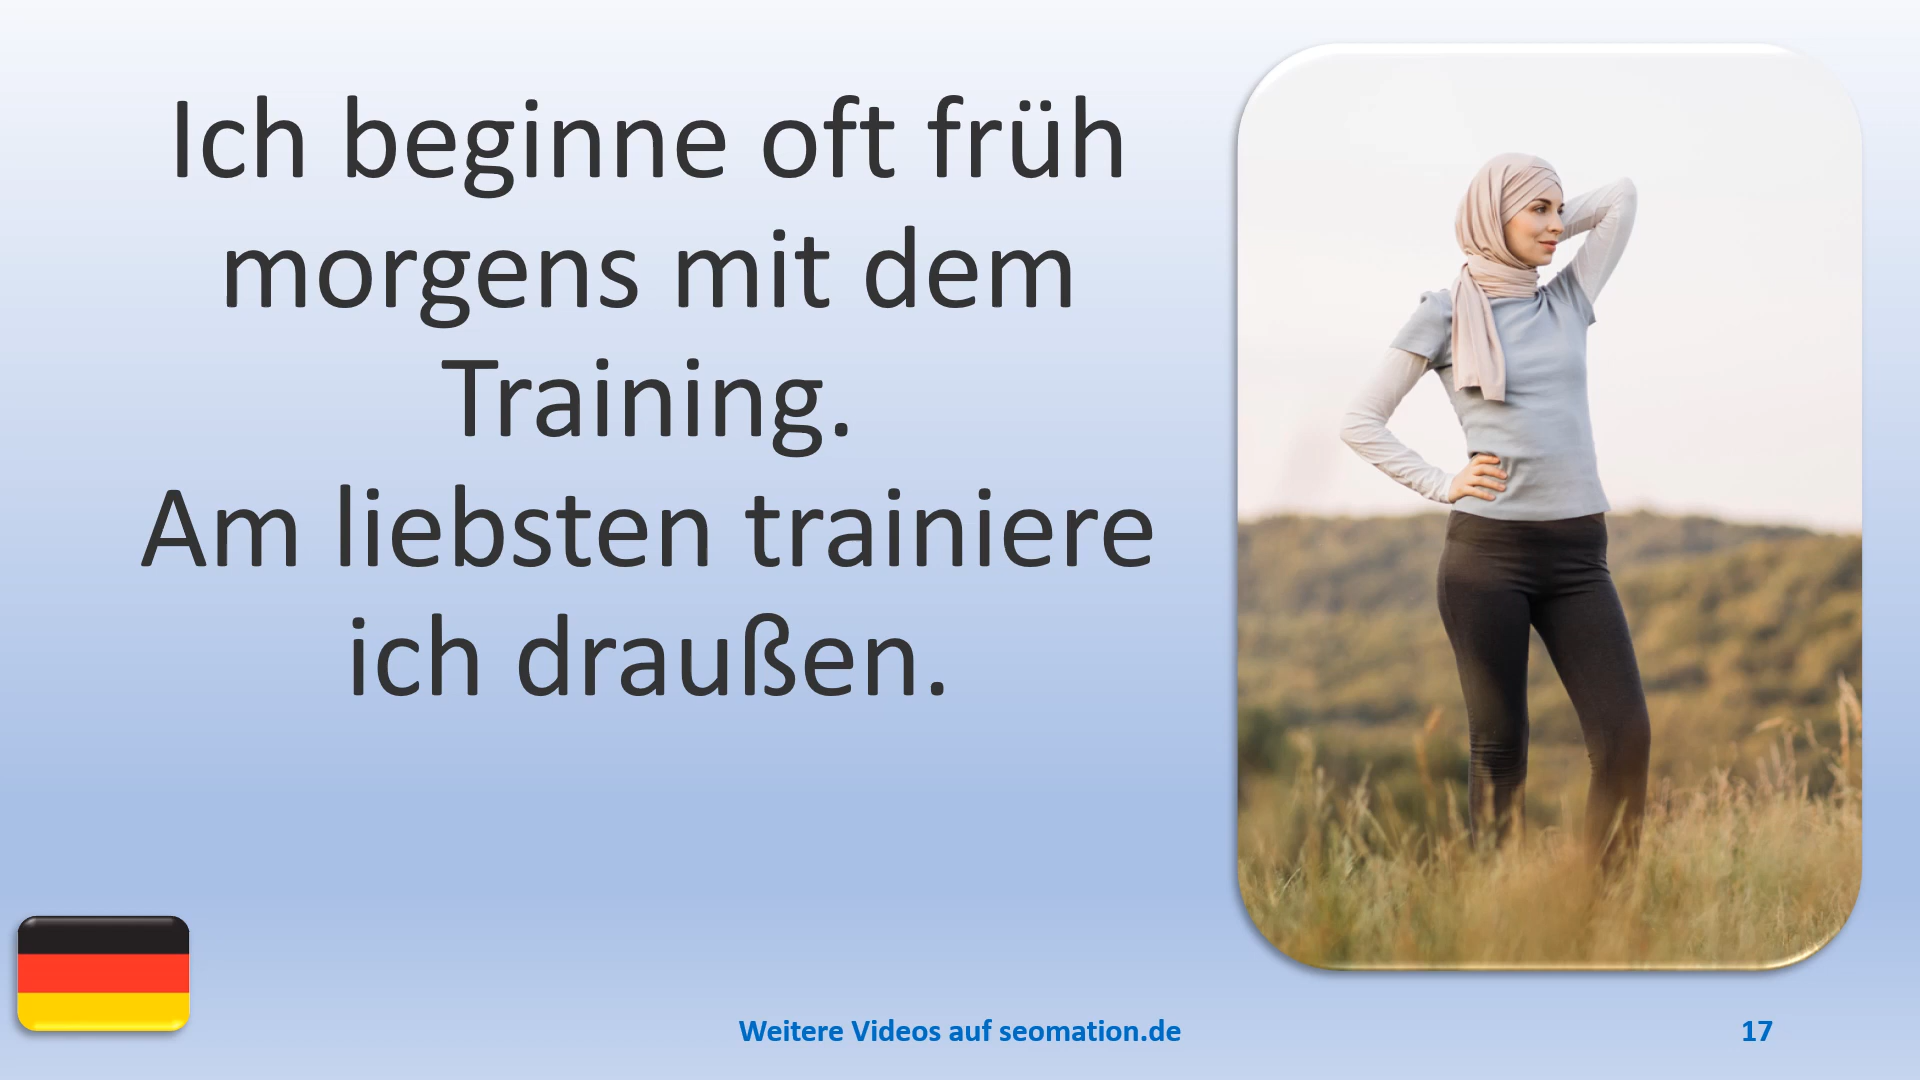 Ich beginne oft früh
morgens mit dem
Training.
Am liebsten trainiere
ich draußen.
Weitere Videos auf seomation.de
17